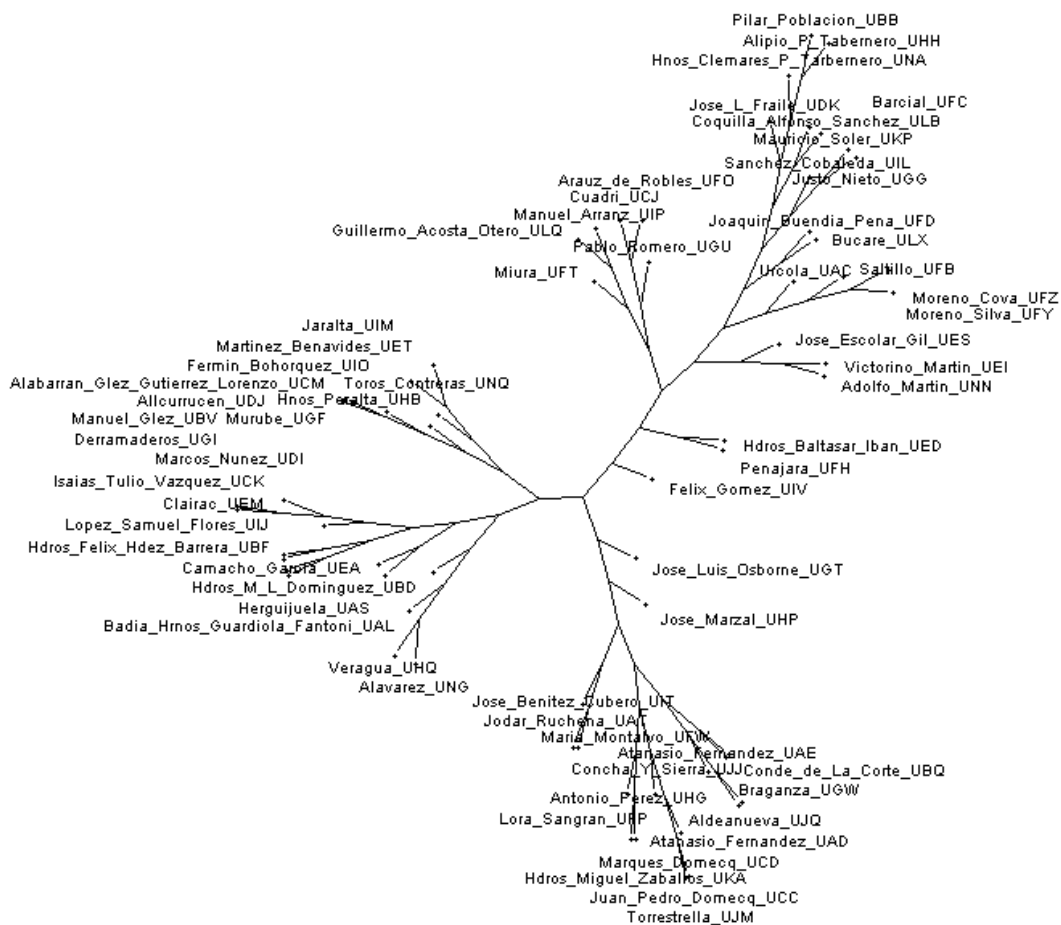 Pilar_Poblacion_UBB
Alipio_P_Tabernero_UHH
Hnos_Clemares_P_Tarbernero_UNA
Jose_L_Fraile_UDK
Barcial_UFC
Coquilla_Alfonso_Sanchez_ULB
Mauricio_Soler_UKP
Sanchez_Cobaleda_UIL
Justo_Nieto_UGG
Arauz_de_Robles_UFO
Cuadri_UCJ
Manuel_Arranz_UIP
Guillermo_Acosta_Otero_ULQ
Pablo_Romero_UGU
Miura_UFT
Joaquin_Buendia_Pena_UFD
Bucare_ULX
Urcola_UAC
Saltillo_UFB
Moreno_Cova_UFZ
Moreno_Silva_UFY
Jose_Escolar_Gil_UES
Victorino_Martin_UEI
Adolfo_Martin_UNN
Jaralta_UIM
Martinez_Benavides_UET
Fermin_Bohorquez_UIO
Alabarran_Glez_Gutierrez_Lorenzo_UCM
Toros_Contreras_UNQ
Allcurrucen_UDJ
Hnos_Peralta_UHB
Manuel_Glez_UBV
Murube_UGF
Derramaderos_UGI
Marcos_Nunez_UDI
Isaias_Tulio_Vazquez_UCK
Clairac_UEM
Lopez_Samuel_Flores_UIJ
Hdros_Felix_Hdez_Barrera_UBF
Camacho_Garcia_UEA
Hdros_M_L_Dominguez_UBD
Herguijuela_UAS
Badia_Hrnos_Guardiola_Fantoni_UAL
Veragua_UHQ
Alavarez_UNG
Hdros_Baltasar_Iban_UED
Penajara_UFH
Felix_Gomez_UIV
Jose_Luis_Osborne_UGT
Jose_Marzal_UHP
Jose_Benitez_Cubero_UIT
Jodar_Ruchena_UAT
Maria_Montalvo_UFW
Atanasio_Fernandez_UAE
Concha_Y_Sierra_UJJ
Conde_de_La_Corte_UBQ
Braganza_UGW
Antonio_Perez_UHG
Lora_Sangran_UFP
Aldeanueva_UJQ
Atanasio_Fernandez_UAD
Marques_Domecq_UCD
Hdros_Miguel_Zaballos_UKA
Juan_Pedro_Domecq_UCC
Torrestrella_UJM